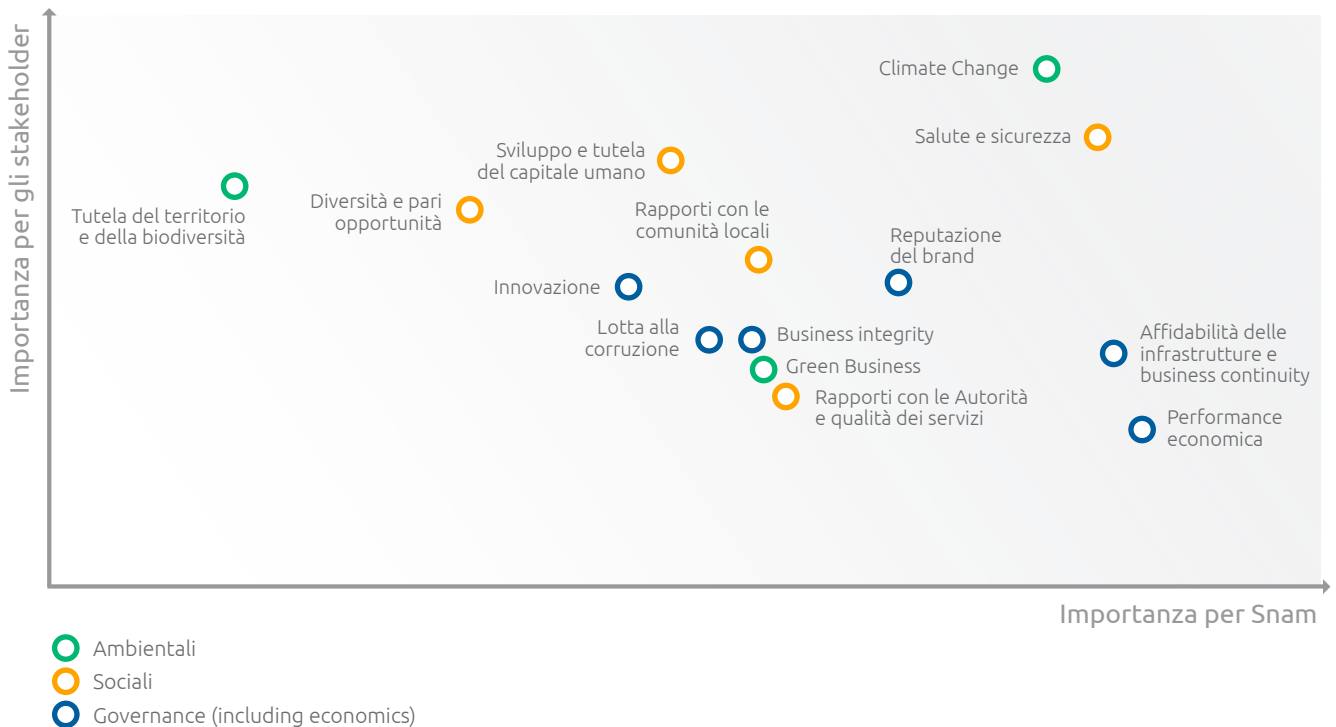 Importanza per gli stakeholder
Climate Change
Salute e sicurezza
Sviluppo e tutela
del capitale umano
Tutela del territorio
e della biodiversità
Diversità e pari
opportunità
Rapporti con le
comunità locali
Reputazione
del brand
Innovazione
Lotta alla
corruzione
Business integrity
Green Business
Rapporti con le Autorità
e qualità dei servizi
Affidabilità delle
infrastrutture e
business continuity
Performance
economica
Importanza per Snam
Ambientali
Sociali
Governance (including economics)